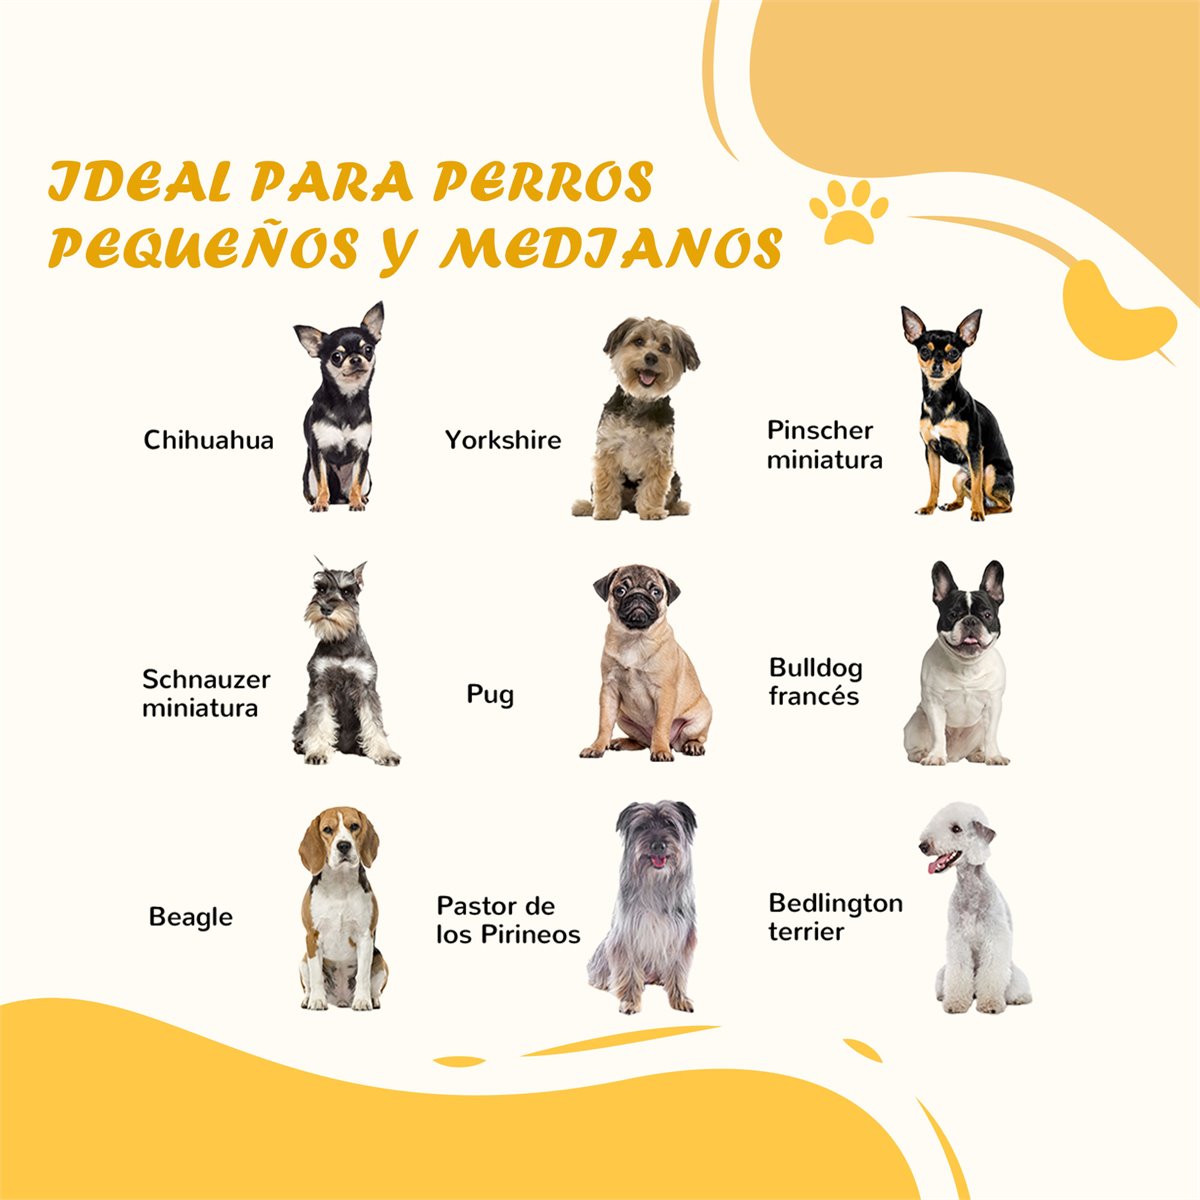 IDEAL PARA PERROS
PEQUEÑOS Y MEDIANOS
Chihuahua
Yorkshire
Pinscher
miniatura
Schnauzer
miniatura
Pug
Bulldog
francés
Beagle
Pastor de
los Pirineos
Bedlington
terrier